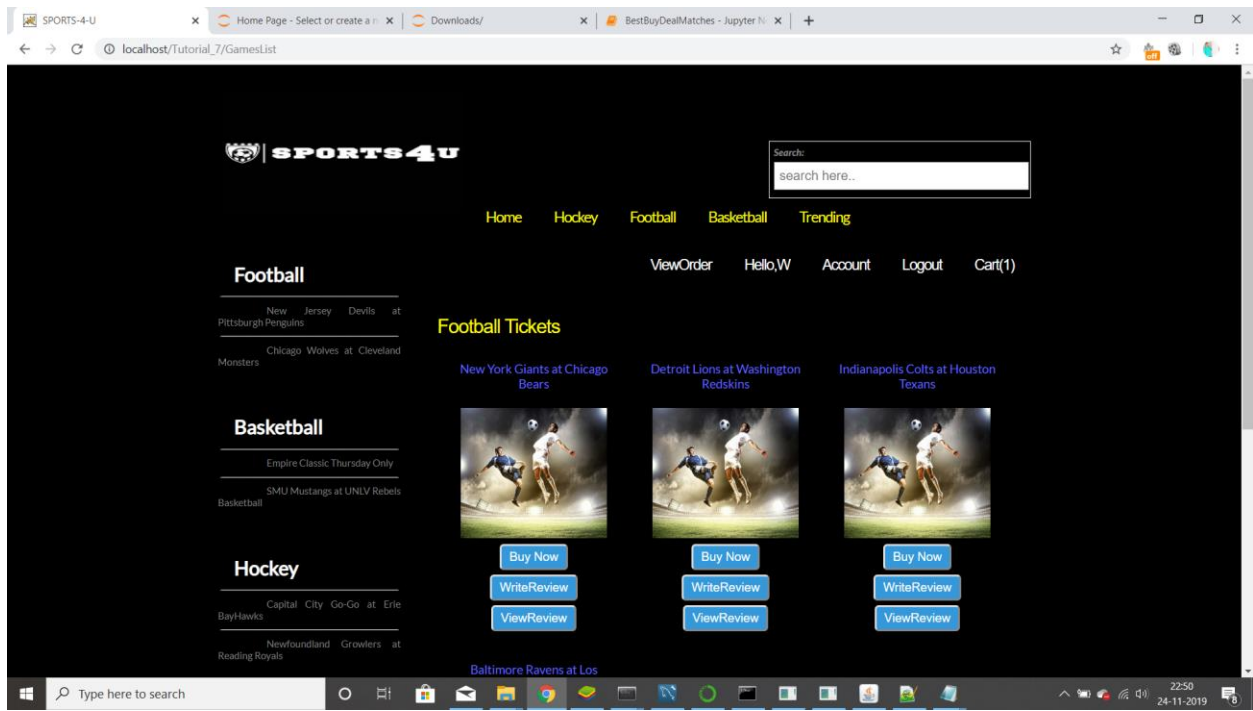 SPORTS-4-U
Home Page - Select or create a n
Downloads/
BestBuyDealMatches - Jupyter N
localhost/Tutorial_7/GamesList
off
SPORTS4U
Search:
search here..
Home Hockey Football Basketball Trending
ViewOrder Hello,W Account Logout Cart(1)
Football
New Jersey Devils at
Pittsburgh Penguins
Chicago Wolves at Cleveland
Monsters
Basketball
Empire Classic Thursday Only
SMU Mustangs at UNLV Rebels
Basketball
Hockey
Capital City Go-Go at Erie
BayHawks
Newfoundland Growlers at
Reading Royals
Football Tickets
New York Giants at Chicago
Bears
Buy Now
WriteReview
ViewReview
Detroit Lions at Washington
Redskins
Buy Now
WriteReview
ViewReview
Indianapolis Colts at Houston
Texans
Buy Now
WriteReview
ViewReview
Baltimore Ravens at Los
Type here to search
22:50
24-11-2019
8